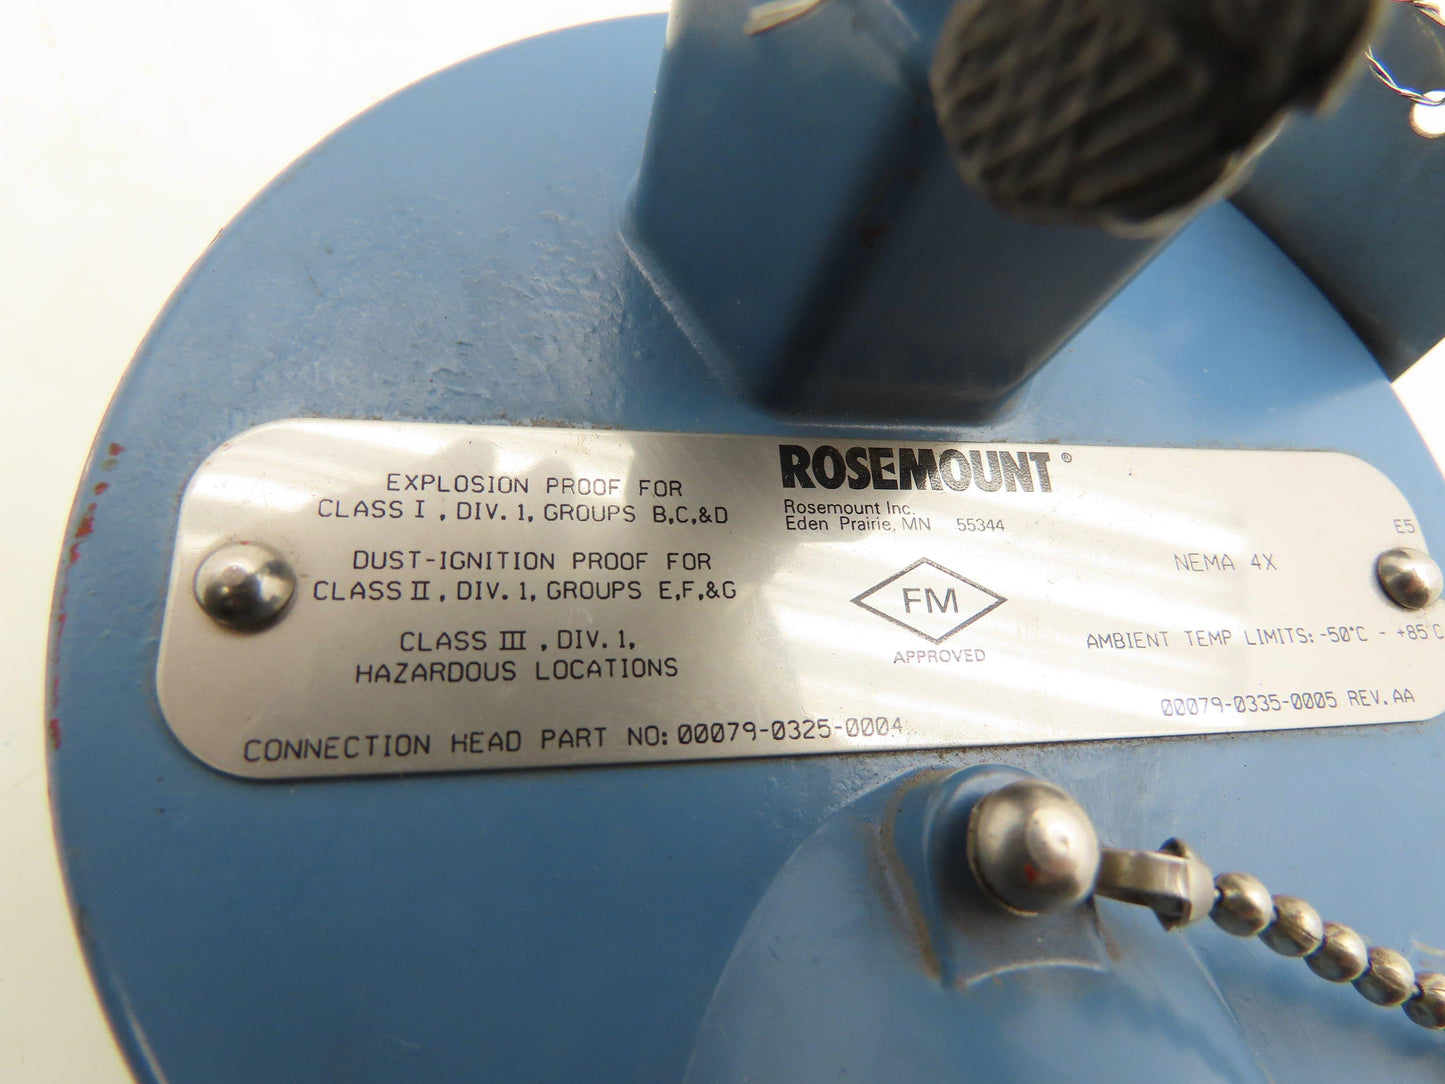 EXPLOSION PROOF FOR
CLASS I, DIV. 1, GROUPS B,C,&D
DUST-IGNITION PROOF FOR
CLASS II, DIV. 1, GROUPS E,F,&G
CLASS III, DIV. 1,
HAZARDOUS LOCATIONS
CONNECTION HEAD PART NO: 00079-0325-0004
ROSEMOUNT®
Rosemount Inc.
Eden Prairie, MN 55344
FM
APPROVED
E5
NEMA 4X
AMBIENT TEMP LIMITS: -50°C - +85°C
00079-0335-0005 REV. AA